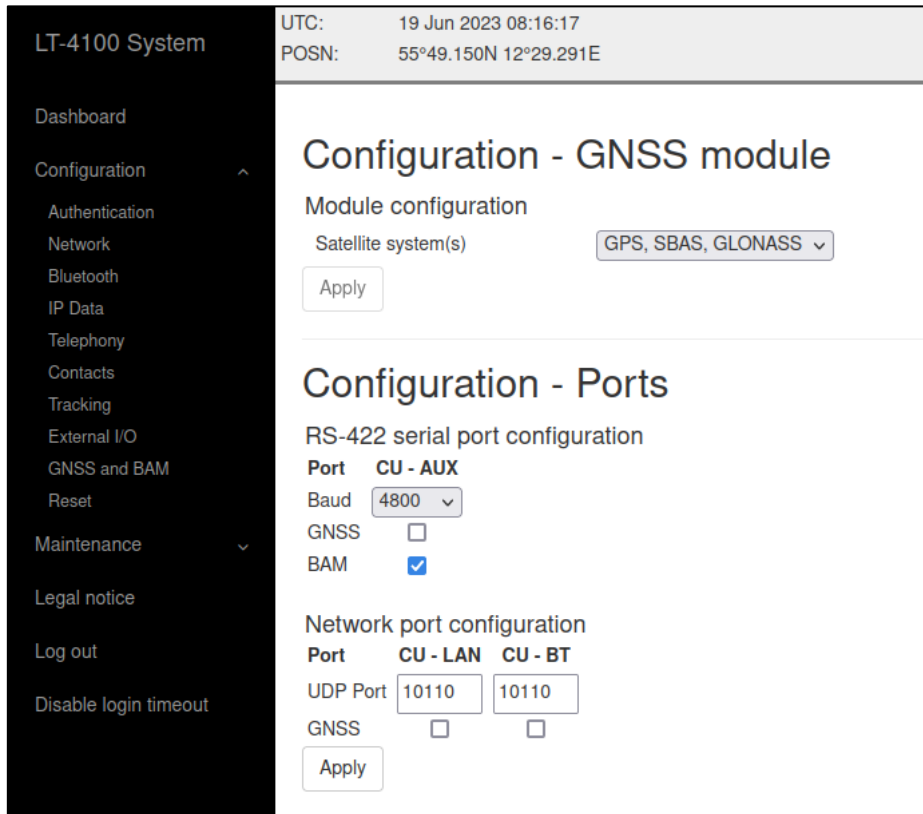 LT-4100 System
Dashboard
Configuration
Authentication
Network
Bluetooth
IP Data
Telephony
Contacts
Tracking
External I/O
GNSS and BAM
Reset
Maintenance
Legal notice
Log out
Disable login timeout
UTC: 19 Jun 2023 08:16:17
POSN: 55°49.150N 12°29.291E
Configuration - GNSS module
Module configuration
Satellite system(s) GPS, SBAS, GLONASS
Apply
Configuration - Ports
RS-422 serial port configuration
Port CU - AUX
Baud 4800
GNSS
BAM
Network port configuration
Port CU - LAN CU - BT
UDP Port 10110 10110
GNSS
Apply